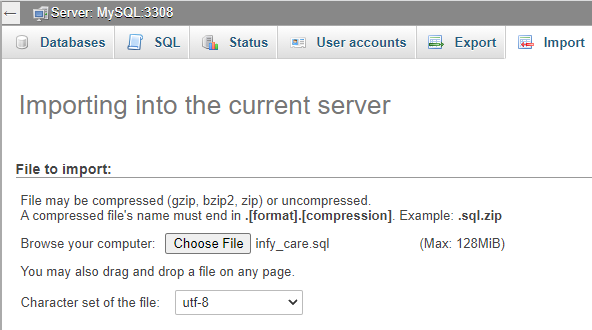 Server: MySQL:3308
Databases SQL Status User accounts Export Import
Importing into the current server
File to import:
File may be compressed (gzip, bzip2, zip) or uncompressed.
A compressed file's name must end in .[format].[compression]. Example: .sql.zip
Browse your computer: Choose File infy_care.sql (Max: 128MiB)
You may also drag and drop a file on any page.
Character set of the file: utf-8